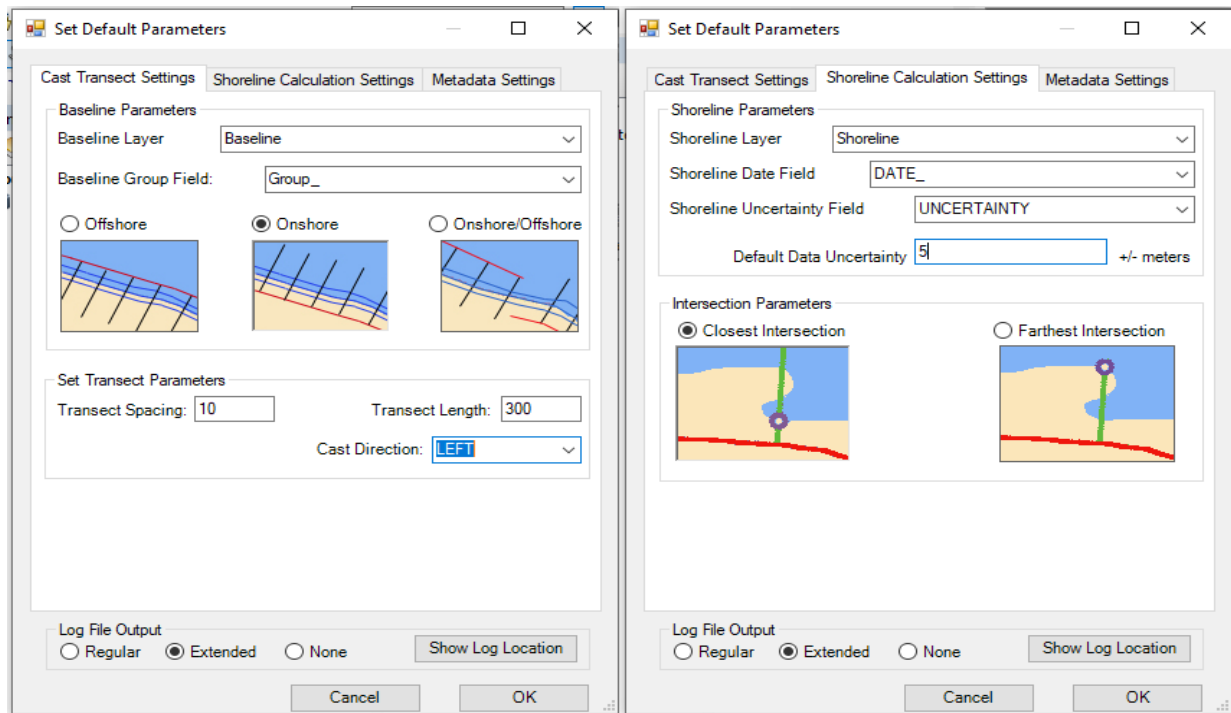 Set Default Parameters
Cast Transect Settings Shoreline Calculation Settings Metadata Settings
Baseline Parameters
Baseline Layer Baseline
Baseline Group Field: Group_
Offshore Onshore Onshore/Offshore
Set Transect Parameters
Transect Spacing: 10 Transect Length: 300
Cast Direction: LEFT
Log File Output
Regular Extended None Show Log Location
Cancel OK
Set Default Parameters
Cast Transect Settings Shoreline Calculation Settings Metadata Settings
Shoreline Parameters
Shoreline Layer Shoreline
Shoreline Date Field DATE_
Shoreline Uncertainty Field UNCERTAINTY
Default Data Uncertainty 5 +/- meters
Intersection Parameters
Closest Intersection Farthest Intersection
Log File Output
Regular Extended None Show Log Location
Cancel OK